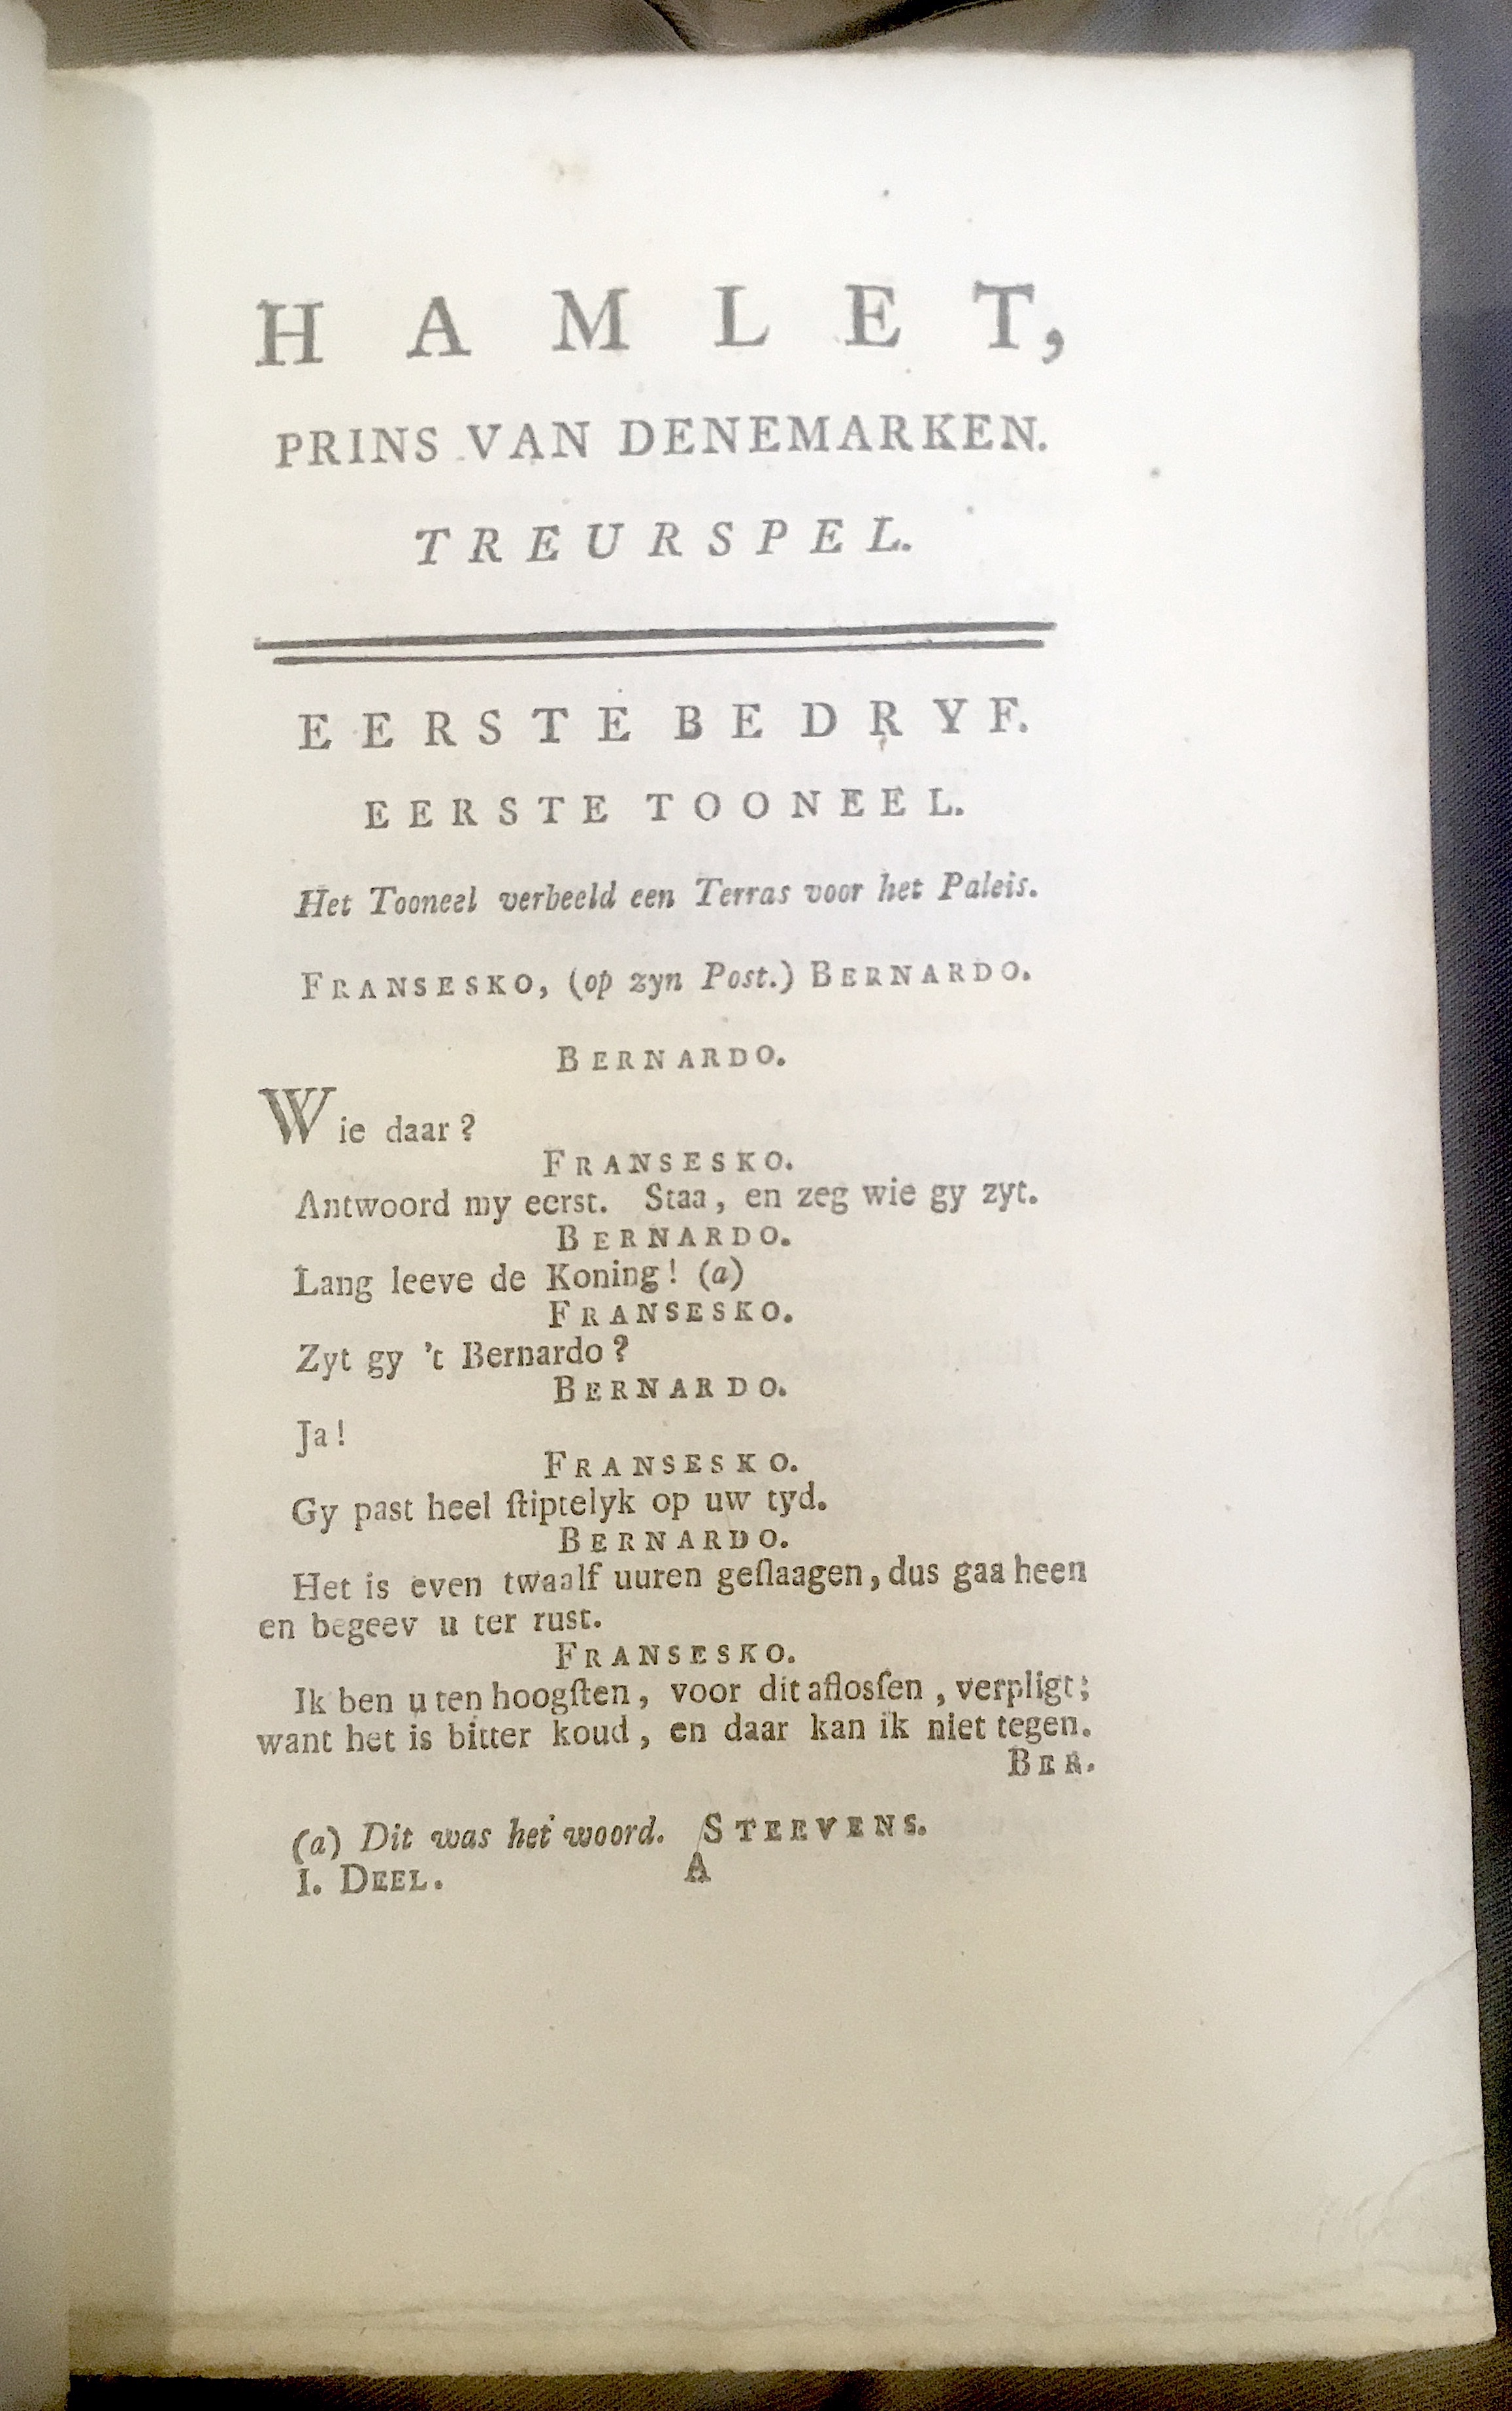 HAMLET,
PRINS VAN DENEMARKEN.
TREURSPEL.
EERSTE BEDRYF.
EERSTE TOONEEL.
Het Tooneel verbeeld een Terras voor het Paleis.
FRANSESKO, (op zyn Post.) BERNARDO.
BERNARDO.
Wie daar?
FRANSESKO.
Antwoord my eerst. Staa, en zeg wie gy zyt.
BERNARDO.
Lang leeve de Koning! (a)
FRANSESKO.
Zyt gy 't Bernardo?
BERNARDO.
Ja!
FRANSESKO.
Gy past heel ſtiptelyk op uw tyd.
BERNARDO.
Het is even twaalf uuren geſlaagen, dus gaa heen
en begeev u ter rust.
FRANSESKO.
Ik ben u ten hoogſten, voor dit aflosſen, verpligt;
want het is bitter koud, en daar kan ik niet tegen.
BER.
(a) Dit was het woord. STEEVENS.
I. DEEL. A